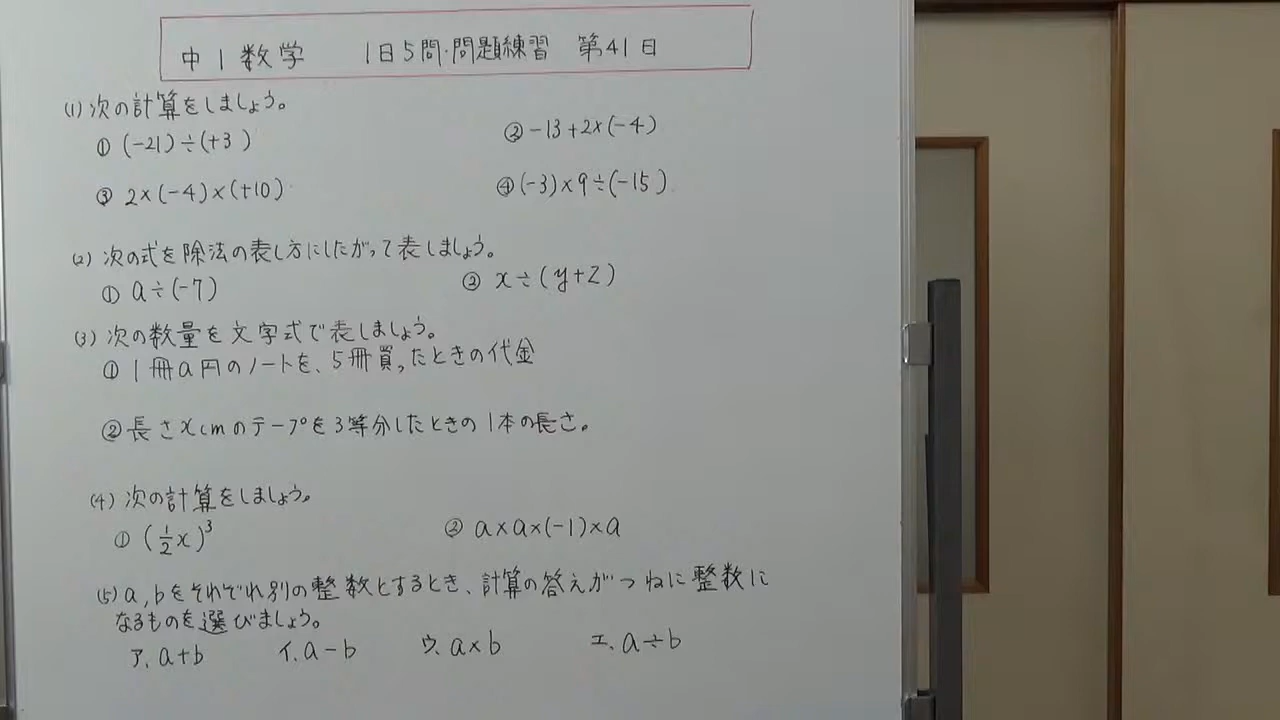 中1数学 1日5問・問題練習 第41日
(1)次の計算をしましょう。
① (-21)÷(+3) ② -13+2×(-4)
③ 2×(-4)×(+10) ④ (-3)×9÷(-15)
(2)次の式を除法の表し方にしたがって表しましょう。
① a÷(-7) ② x÷(y+2)
(3)次の数量を文字式で表しましょう。
① 1冊a円のノートを、5冊買ったときの代金
② 長さxcmのテープを3等分したときの1本の長さ。
(4)次の計算をしましょう。
① (1/2 x)³ ② a×a×(-1)×a
(5)a,bをそれぞれ別の整数とするとき、計算の答えがつねに整数に
なるものを選びましょう。
ア、a+b イ、a-b ウ、a×b エ、a÷b